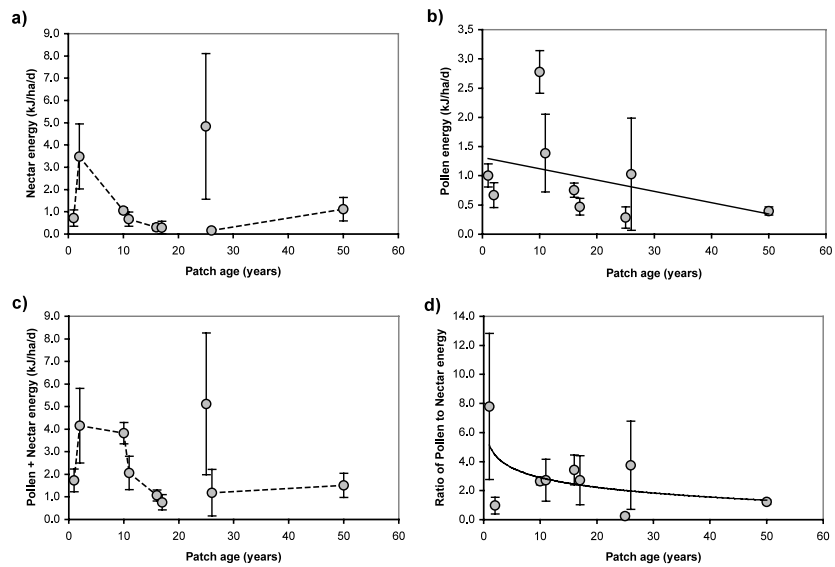 a)
9.0
8.0
7.0
6.0
5.0
4.0
3.0
2.0
1.0
0.0
Nectar energy (kJ/ha/d)
0 10 20 30 40 50 60
Patch age (years)
b)
3.5
3.0
2.5
2.0
1.5
1.0
0.5
0.0
Pollen energy (kJ/ha/d)
0 10 20 30 40 50 60
Patch age (years)
c)
9.0
8.0
7.0
6.0
5.0
4.0
3.0
2.0
1.0
0.0
Pollen + Nectar energy (kJ/ha/d)
0 10 20 30 40 50 60
Patch age (years)
d)
14.0
12.0
10.0
8.0
6.0
4.0
2.0
0.0
Ratio of Pollen to Nectar energy
0 10 20 30 40 50 60
Patch age (years)